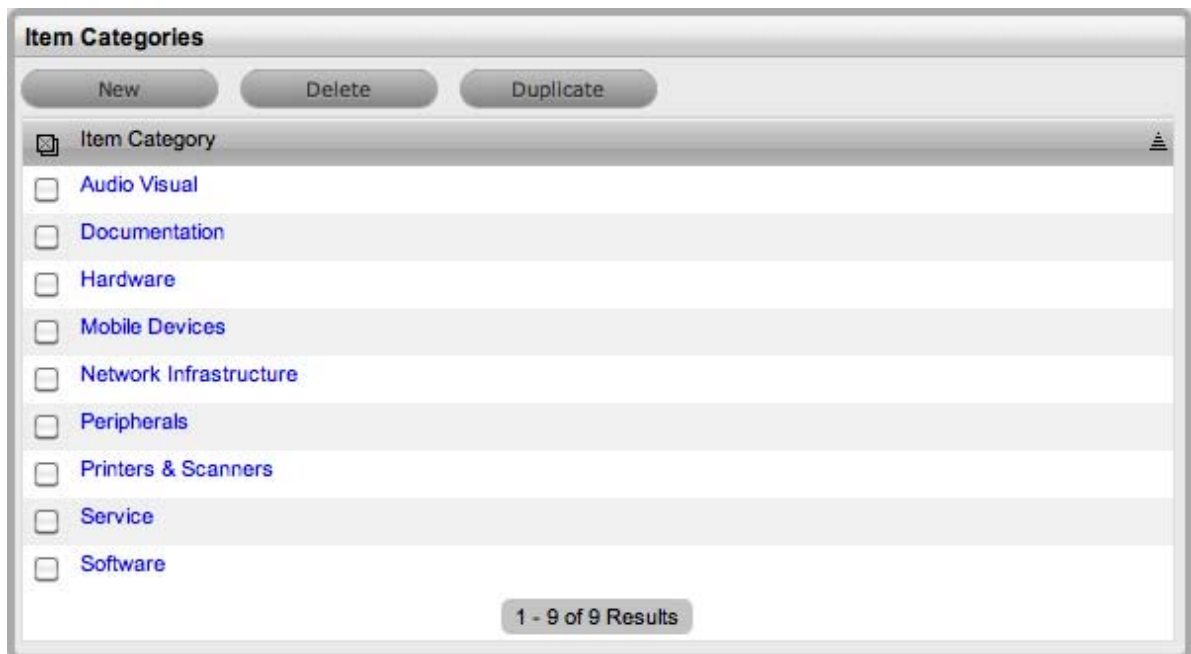 Item Categories
New Delete Duplicate
Item Category
Audio Visual
Documentation
Hardware
Mobile Devices
Network Infrastructure
Peripherals
Printers & Scanners
Service
Software
1 - 9 of 9 Results